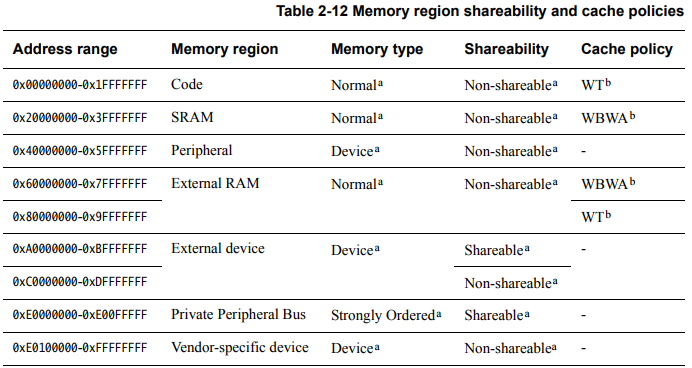 Table 2-12 Memory region shareability and cache policies
Address range Memory region Memory type Shareability Cache policy
0x00000000-0x1FFFFFFF Code Normal a Non-shareable a WT b
0x20000000-0x3FFFFFFF SRAM Normal a Non-shareable a WBWA b
0x40000000-0x5FFFFFFF Peripheral Device a Non-shareable a -
0x60000000-0x7FFFFFFF External RAM Normal a Non-shareable a WBWA b
0x80000000-0x9FFFFFFF WT b
0xA0000000-0xBFFFFFFF External device Device a Shareable a -
0xC0000000-0xDFFFFFFF Non-shareable a
0xE0000000-0xE00FFFFF Private Peripheral Bus Strongly Ordered a Shareable a -
0xE0100000-0xFFFFFFFF Vendor-specific device Device a Non-shareable a -